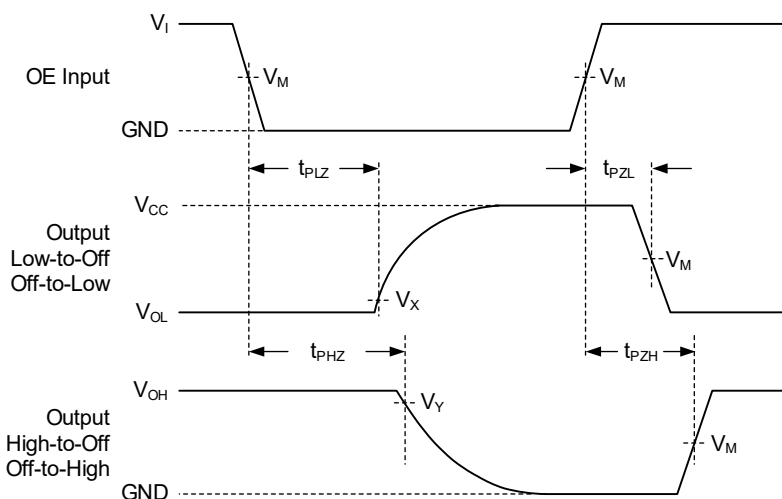 V_I
OE Input
V_M
V_M
GND
t_PLZ
t_PZL
V_CC
Output
Low-to-Off
Off-to-Low
V_M
V_X
V_OL
t_PHZ
t_PZH
V_OH
Output
High-to-Off
Off-to-High
V_Y
V_M
GND